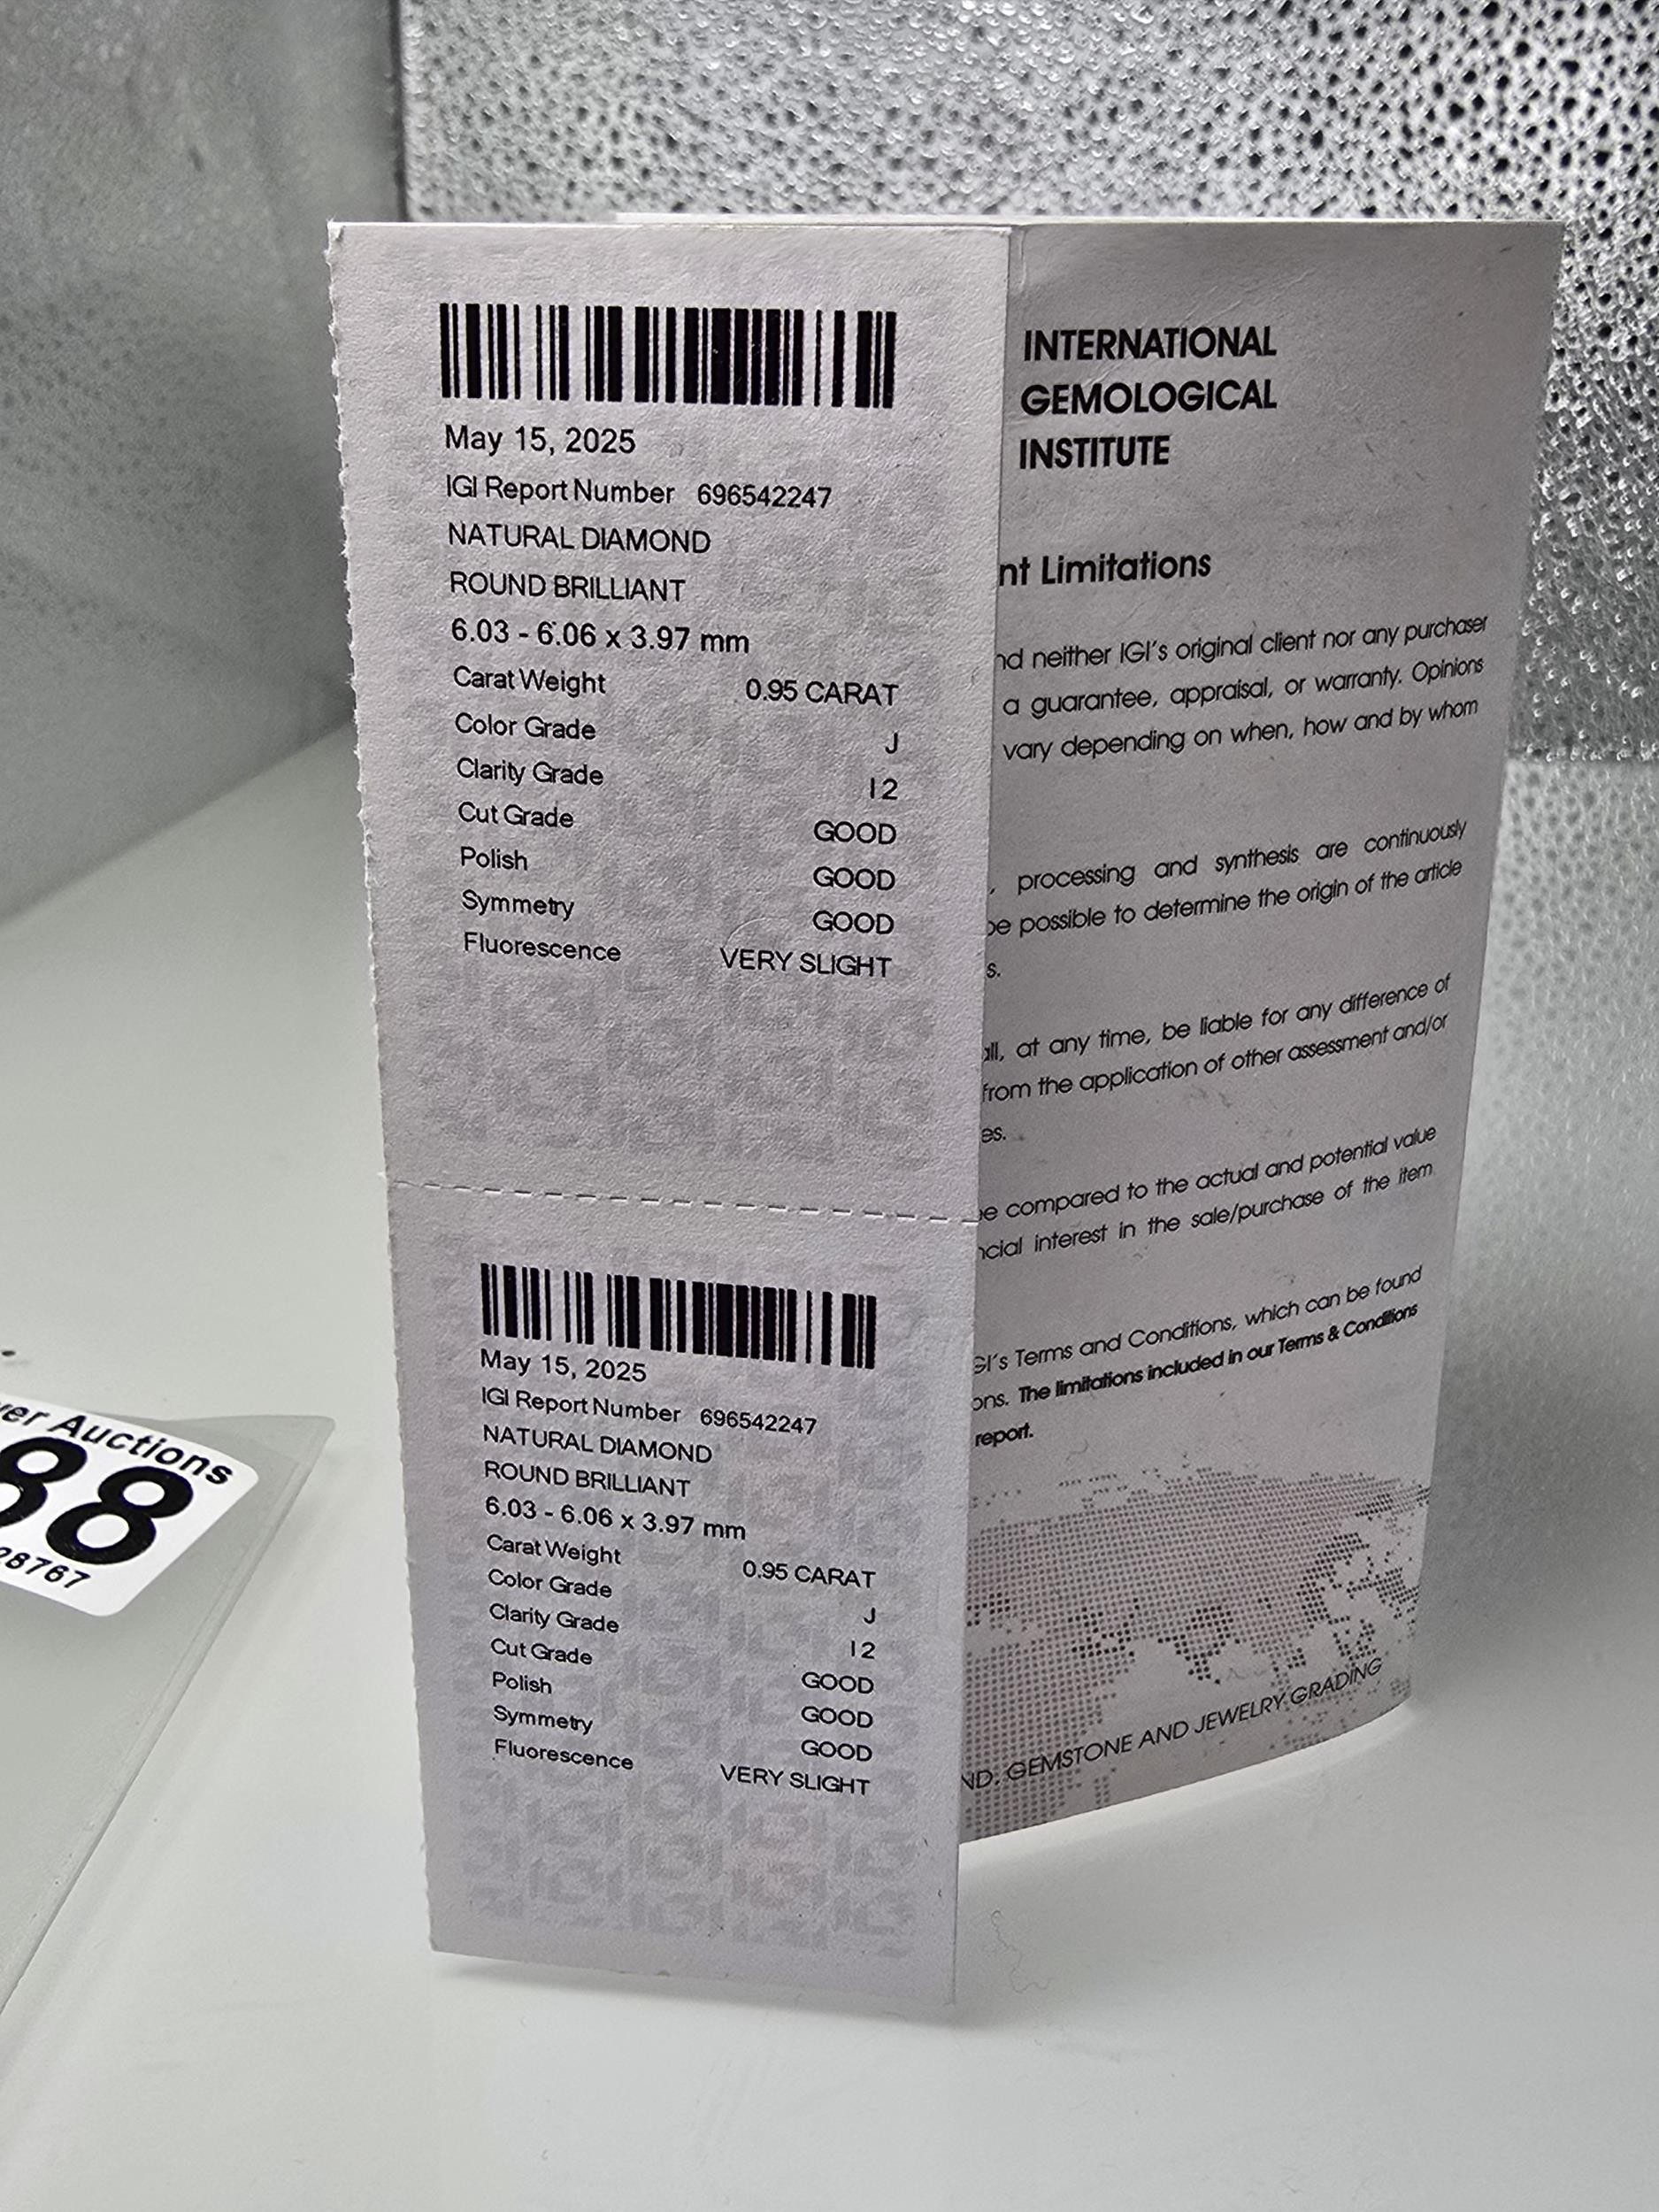 May 15, 2025
IGI Report Number 696542247
NATURAL DIAMOND
ROUND BRILLIANT
6.03 - 6.06 x 3.97 mm
Carat Weight 0.95 CARAT
Color Grade J
Clarity Grade I 2
Cut Grade GOOD
Polish GOOD
Symmetry GOOD
Fluorescence VERY SLIGHT
May 15, 2025
IGI Report Number 696542247
NATURAL DIAMOND
ROUND BRILLIANT
6.03 - 6.06 x 3.97 mm
Carat Weight 0.95 CARAT
Color Grade J
Clarity Grade I 2
Cut Grade GOOD
Polish GOOD
Symmetry GOOD
Fluorescence VERY SLIGHT
INTERNATIONAL
GEMOLOGICAL
INSTITUTE
Limitations
neither IGI's original client nor any purchaser
a guarantee, appraisal, or warranty. Opinions
vary depending on when, how and by whom
processing and synthesis are continuously
be possible to determine the origin of the article
s.
all, at any time, be liable for any difference of
from the application of other assessment and/or
es.
be compared to the actual and potential value
interest in the sale/purchase of the item
IGI's Terms and Conditions, which can be found
ons. The limitations included in our Terms & Conditions
report.
ND, GEMSTONE AND JEWELRY GRADING
er Auctions
88
28767